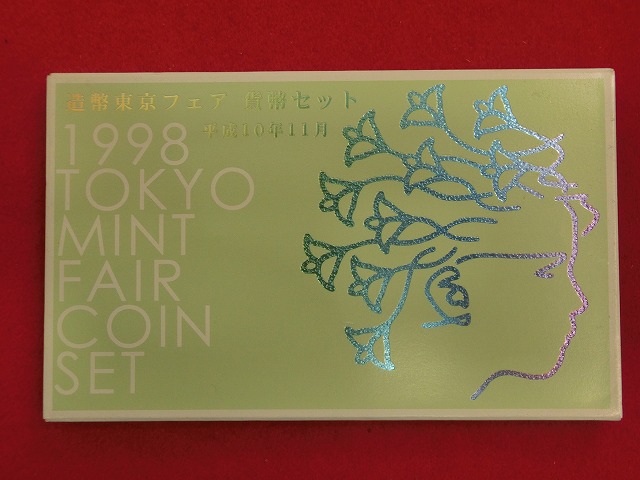 造幣東京フェア 貨幣セット
平成10年11月
1998
TOKYO
MINT
FAIR
COIN
SET